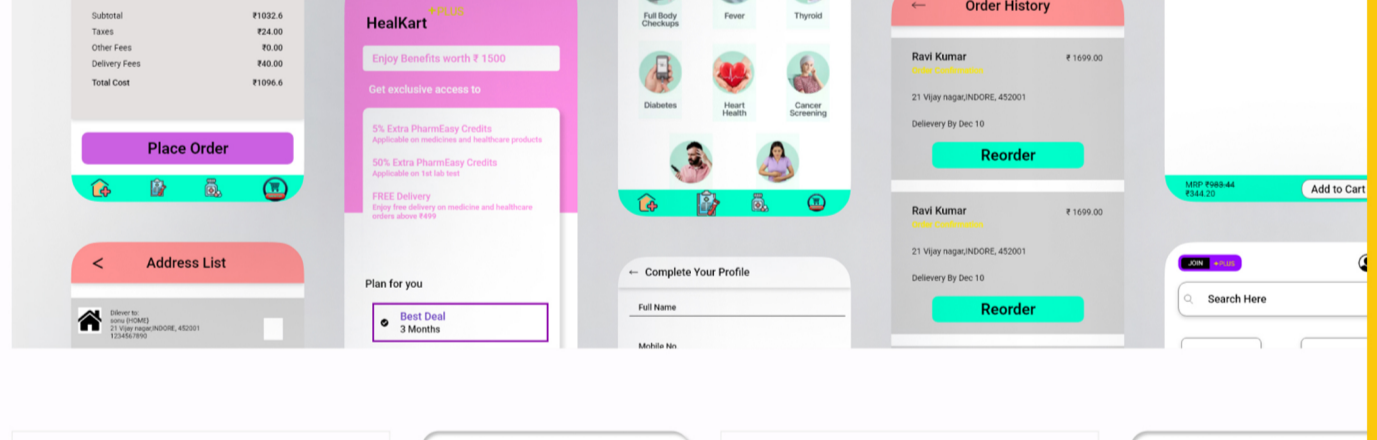 Subtotal ₹1032.6
Taxes ₹24.00
Other Fees ₹0.00
Delivery Fees ₹40.00
Total Cost ₹1096.6
Place Order
< Address List
Dilever to:
sonu (HOME)
21 Vijay nagar,INDORE, 452001
1234567890
+PLUS
HealKart
Enjoy Benefits worth ₹ 1500
Get exclusive access to
5% Extra PharmEasy Credits
Applicable on medicines and healthcare products
50% Extra PharmEasy Credits
Applicable on 1st lab test
FREE Delivery
Enjoy free delivery on medicine and healthcare
orders above ₹499
Plan for you
Best Deal
3 Months
Full Body
Checkups
Fever
Thyroid
Diabetes
Heart
Health
Cancer
Screening
← Complete Your Profile
Full Name
Mobile No
← Order History
Ravi Kumar ₹ 1699.00
21 Vijay nagar,INDORE, 452001
Delievery By Dec 10
Reorder
Ravi Kumar ₹ 1699.00
21 Vijay nagar,INDORE, 452001
Delievery By Dec 10
Reorder
MRP ₹983.44
₹344.20
Add to Cart
JOIN +PLUS
Search Here